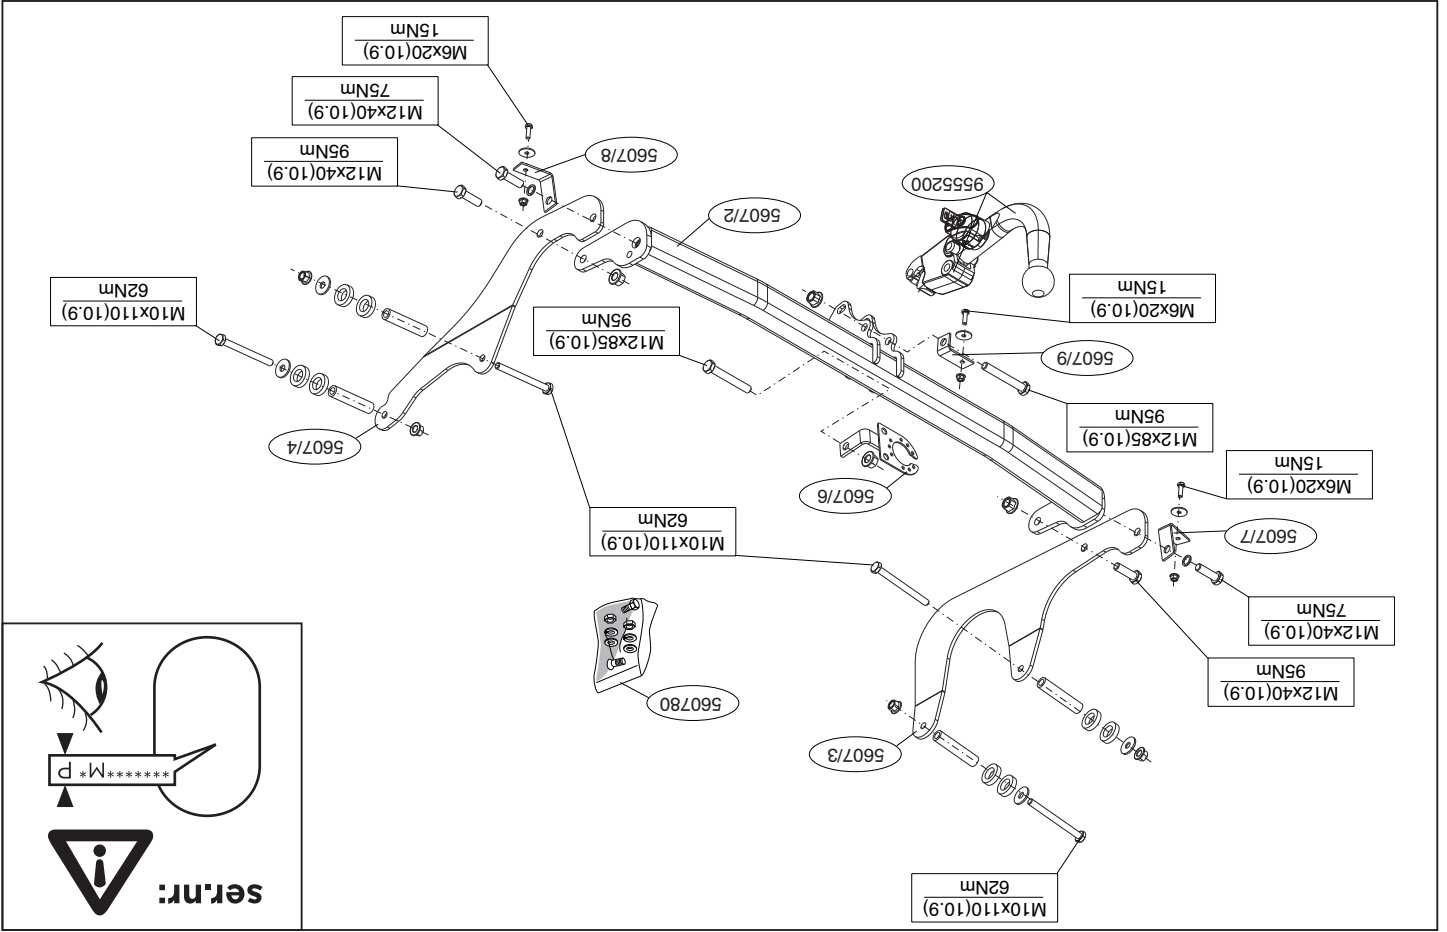 M10x110(10.9)
62Nm
ser.nr:
*******M* P
5607/3
560780
M12x40(10.9)
95Nm
M12x40(10.9)
75Nm
5607/7
M10x110(10.9)
62Nm
5607/6
M6x20(10.9)
15Nm
5607/4
M12x85(10.9)
95Nm
5607/9
M12x85(10.9)
95Nm
M10x110(10.9)
62Nm
M6x20(10.9)
15Nm
5607/2
9555200
M12x40(10.9)
95Nm
5607/8
M12x40(10.9)
75Nm
M6x20(10.9)
15Nm